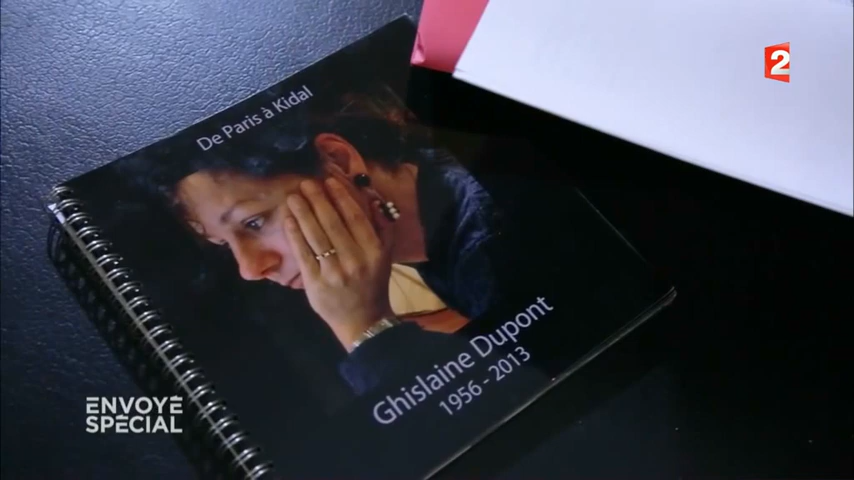 2
De Paris à Kidal
Ghislaine Dupont
1956 - 2013
ENVOYÉ
SPÉCIAL